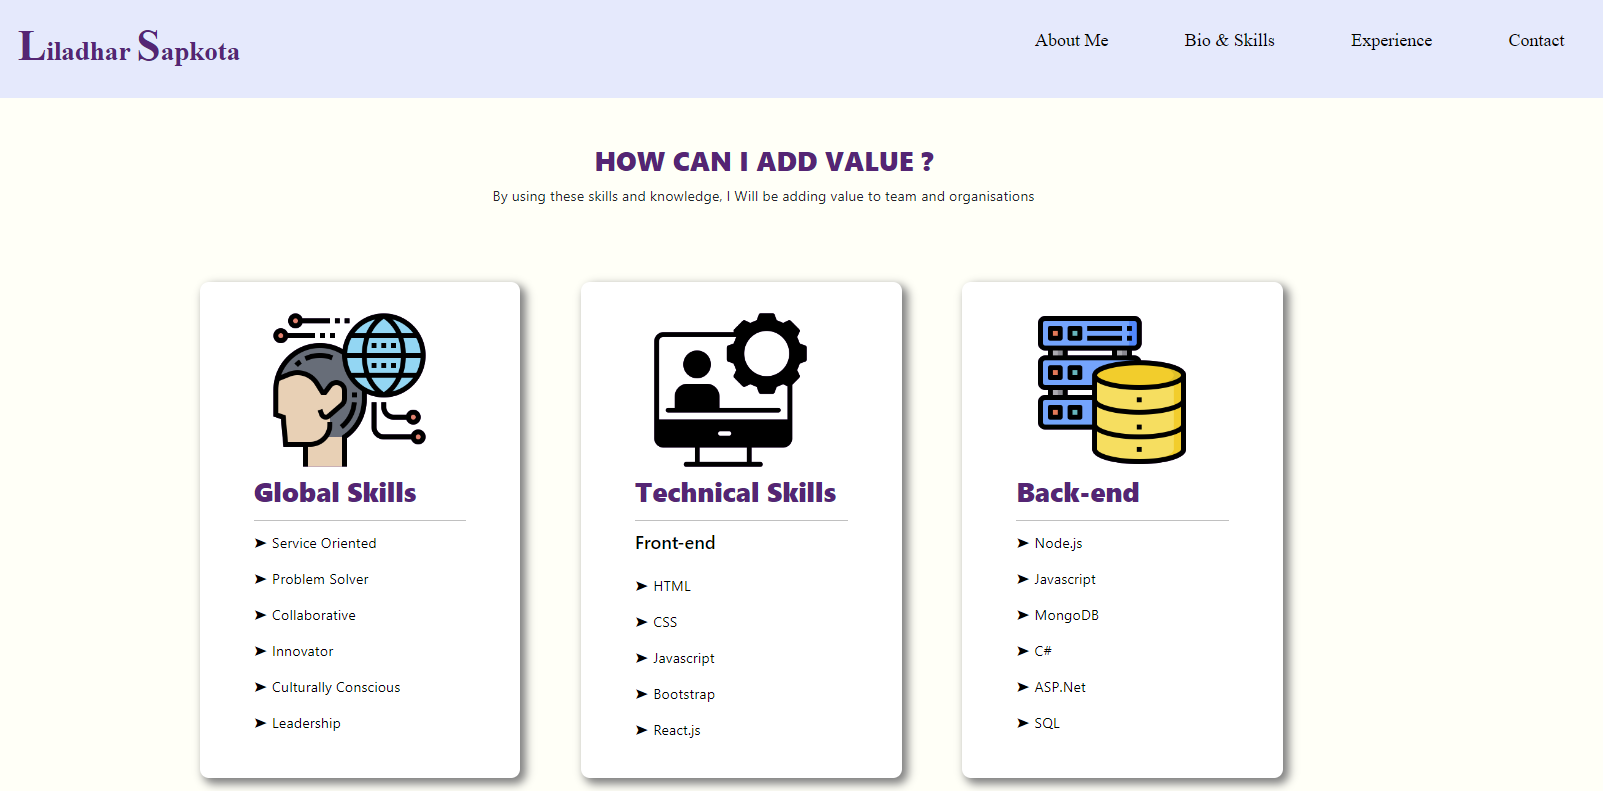 Liladhar Sapkota
About Me
Bio & Skills
Experience
Contact
HOW CAN I ADD VALUE ?
By using these skills and knowledge, I Will be adding value to team and organisations
Global Skills
➤ Service Oriented
➤ Problem Solver
➤ Collaborative
➤ Innovator
➤ Culturally Conscious
➤ Leadership
Technical Skills
Front-end
➤ HTML
➤ CSS
➤ Javascript
➤ Bootstrap
➤ React.js
Back-end
➤ Node.js
➤ Javascript
➤ MongoDB
➤ C#
➤ ASP.Net
➤ SQL